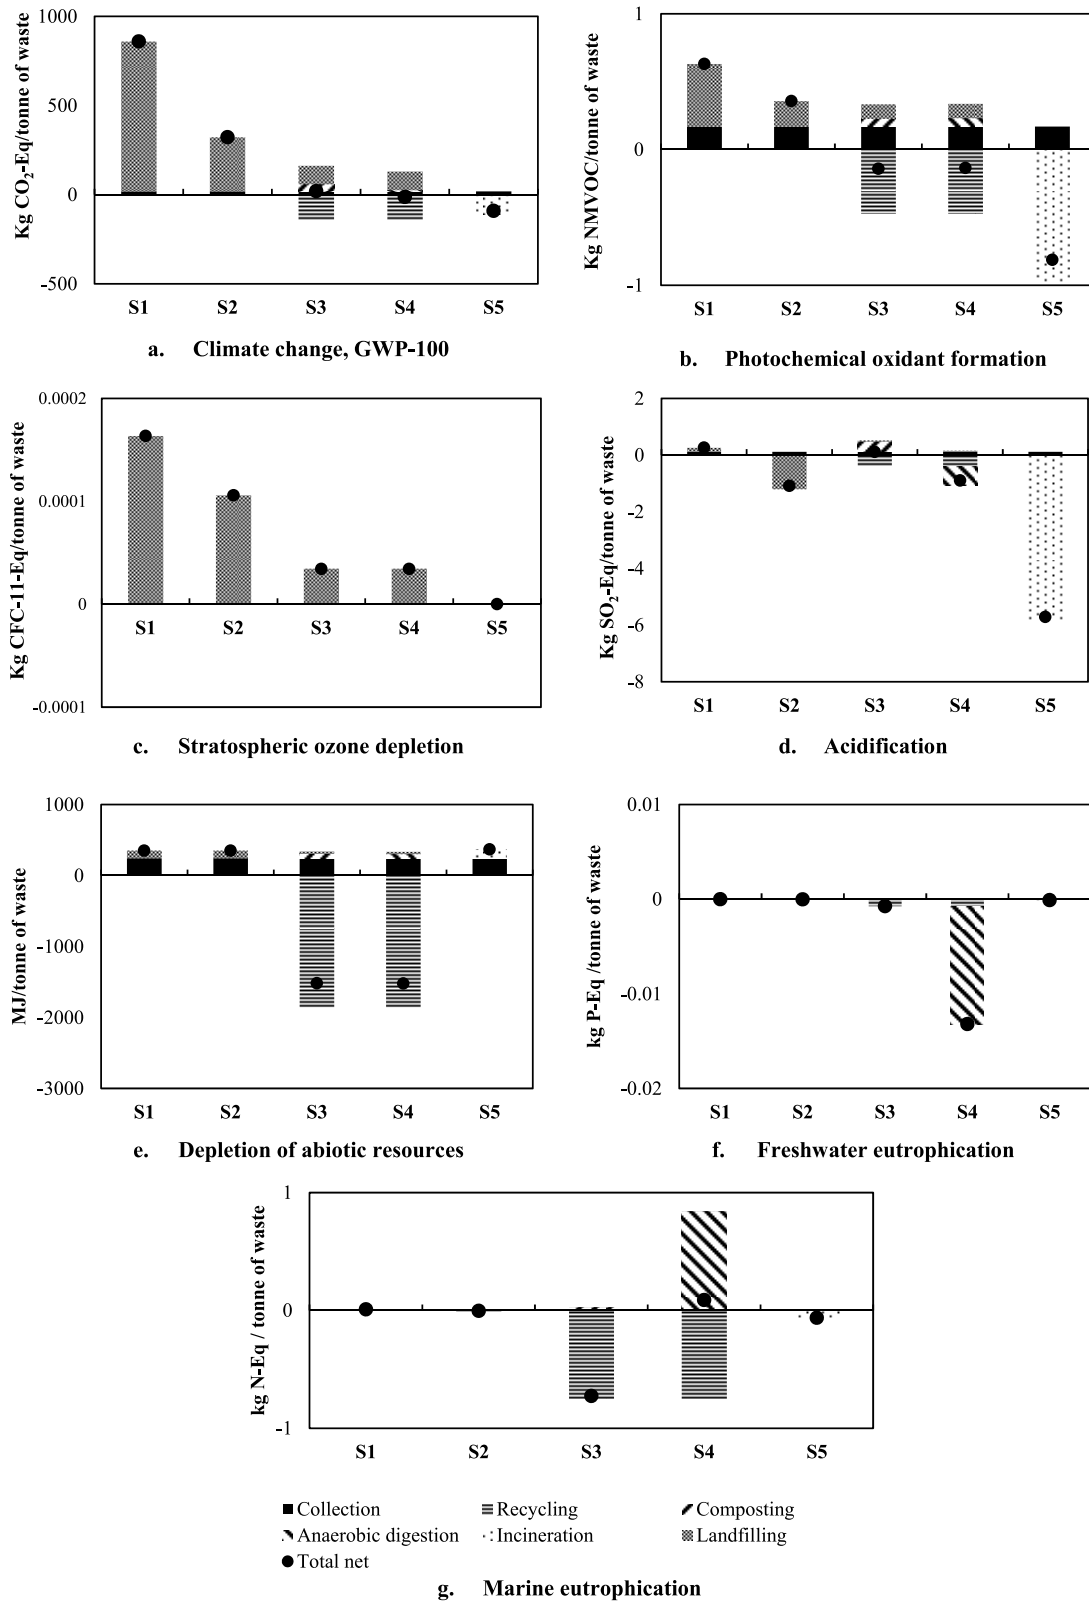 Kg CO2-Eq/tonne of waste
1000
500
0
-500
S1 S2 S3 S4 S5
a. Climate change, GWP-100
Kg NMVOC/tonne of waste
1
0
-1
S1 S2 S3 S4 S5
b. Photochemical oxidant formation
Kg CFC-11-Eq/tonne of waste
0.0002
0.0001
0
-0.0001
S1 S2 S3 S4 S5
c. Stratospheric ozone depletion
Kg SO2-Eq/tonne of waste
2
0
-2
-4
-6
-8
S1 S2 S3 S4 S5
d. Acidification
MJ/tonne of waste
1000
0
-1000
-2000
-3000
S1 S2 S3 S4 S5
e. Depletion of abiotic resources
kg P-Eq /tonne of waste
0.01
0
-0.01
-0.02
S1 S2 S3 S4 S5
f. Freshwater eutrophication
kg N-Eq / tonne of waste
1
0
-1
S1 S2 S3 S4 S5
Collection Recycling Composting
Anaerobic digestion Incineration Landfilling
Total net
g. Marine eutrophication